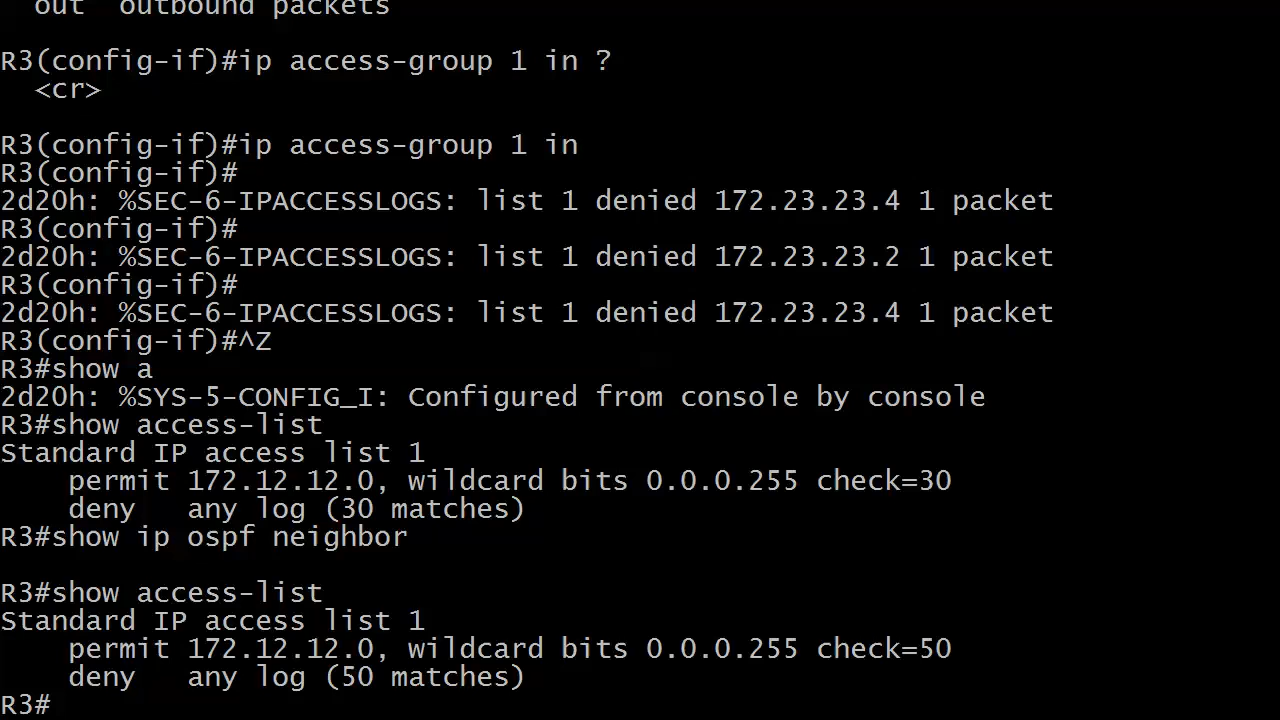 out  outbound packets
R3(config-if)#ip access-group 1 in ?
<cr>
R3(config-if)#ip access-group 1 in
R3(config-if)#
2d20h: %SEC-6-IPACCESSLOGS: list 1 denied 172.23.23.4 1 packet
R3(config-if)#
2d20h: %SEC-6-IPACCESSLOGS: list 1 denied 172.23.23.2 1 packet
R3(config-if)#
2d20h: %SEC-6-IPACCESSLOGS: list 1 denied 172.23.23.4 1 packet
R3(config-if)#^Z
R3#show a
2d20h: %SYS-5-CONFIG_I: Configured from console by console
R3#show access-list
Standard IP access list 1
    permit 172.12.12.0, wildcard bits 0.0.0.255 check=30
    deny   any log (30 matches)
R3#show ip ospf neighbor
R3#show access-list
Standard IP access list 1
    permit 172.12.12.0, wildcard bits 0.0.0.255 check=50
    deny   any log (50 matches)
R3#